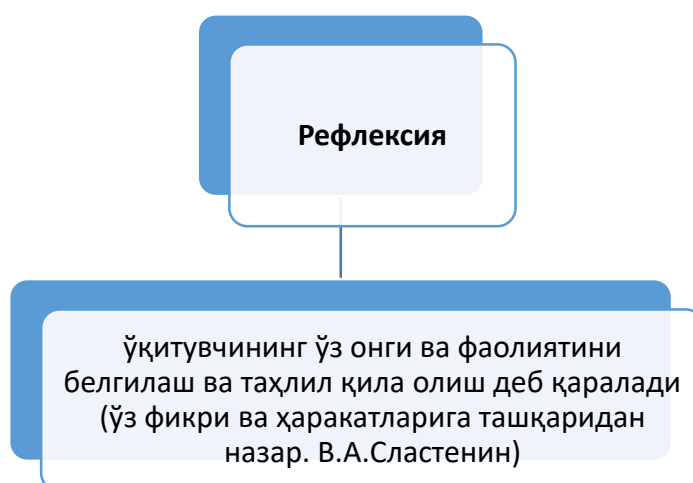 Рефлексия
ўқитувчининг ўз онги ва фаолиятини
белгилаш ва таҳлил қила олиш деб қаралади
(ўз фикри ва ҳаракатларига ташқаридан
назар. В.А.Сластенин)